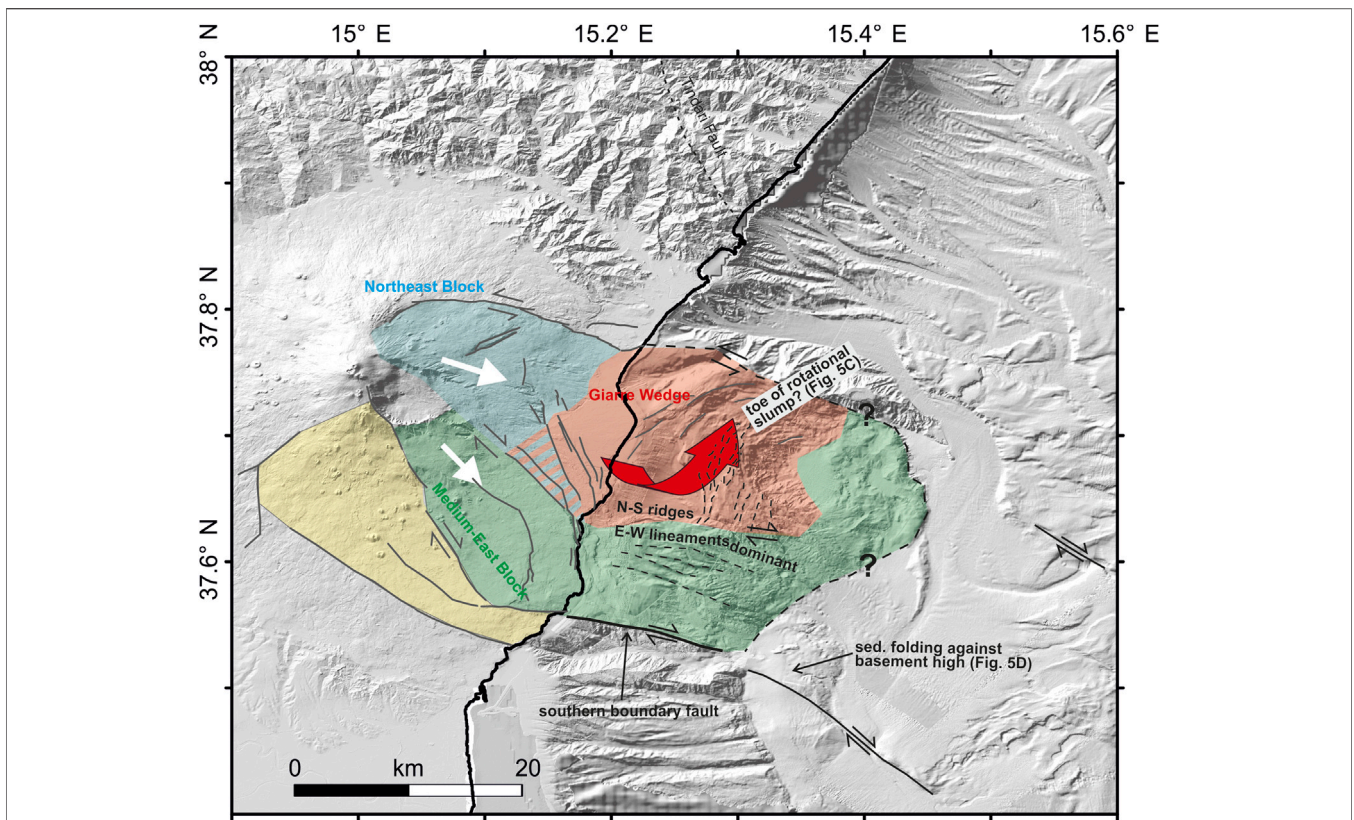 15° E
15.2° E
15.4° E
15.6° E
38° N
Tindari Fault
37.8° N
Northeast Block
toe of rotational
slump? (Fig. 5C)
Giarre Wedge
?
Medium-East Block
N-S ridges
E-W lineaments dominant
37.6° N
?
sed. folding against
basement high (Fig. 5D)
southern boundary fault
0 km 20